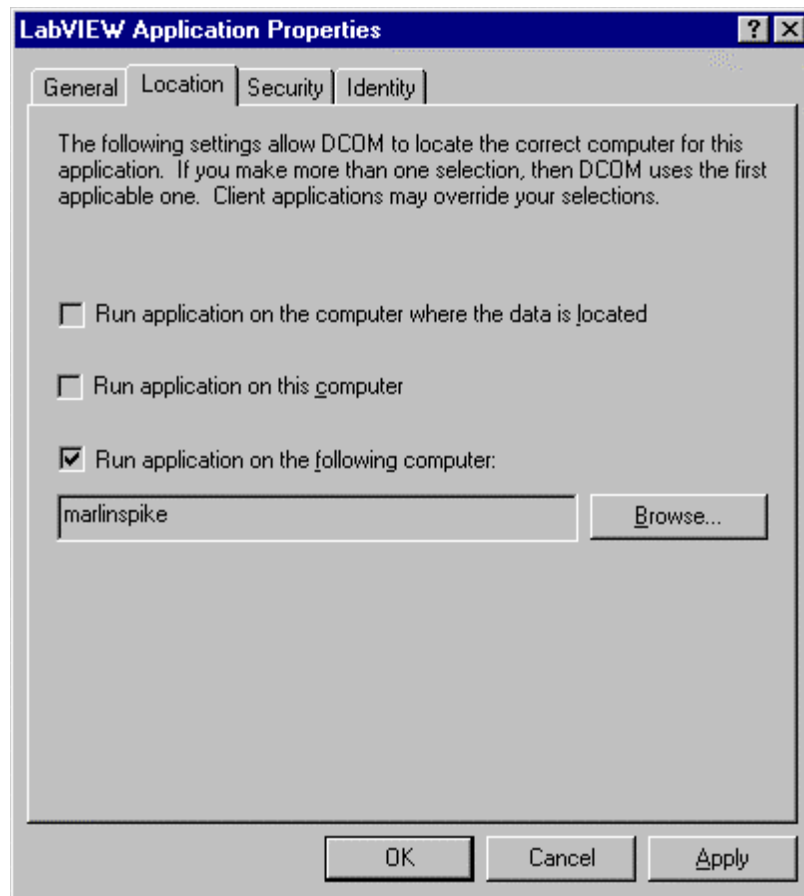 LabVIEW Application Properties
General Location Security Identity
The following settings allow DCOM to locate the correct computer for this
application. If you make more than one selection, then DCOM uses the first
applicable one. Client applications may override your selections.
Run application on the computer where the data is located
Run application on this computer
Run application on the following computer:
marlinspike
Browse...
OK Cancel Apply